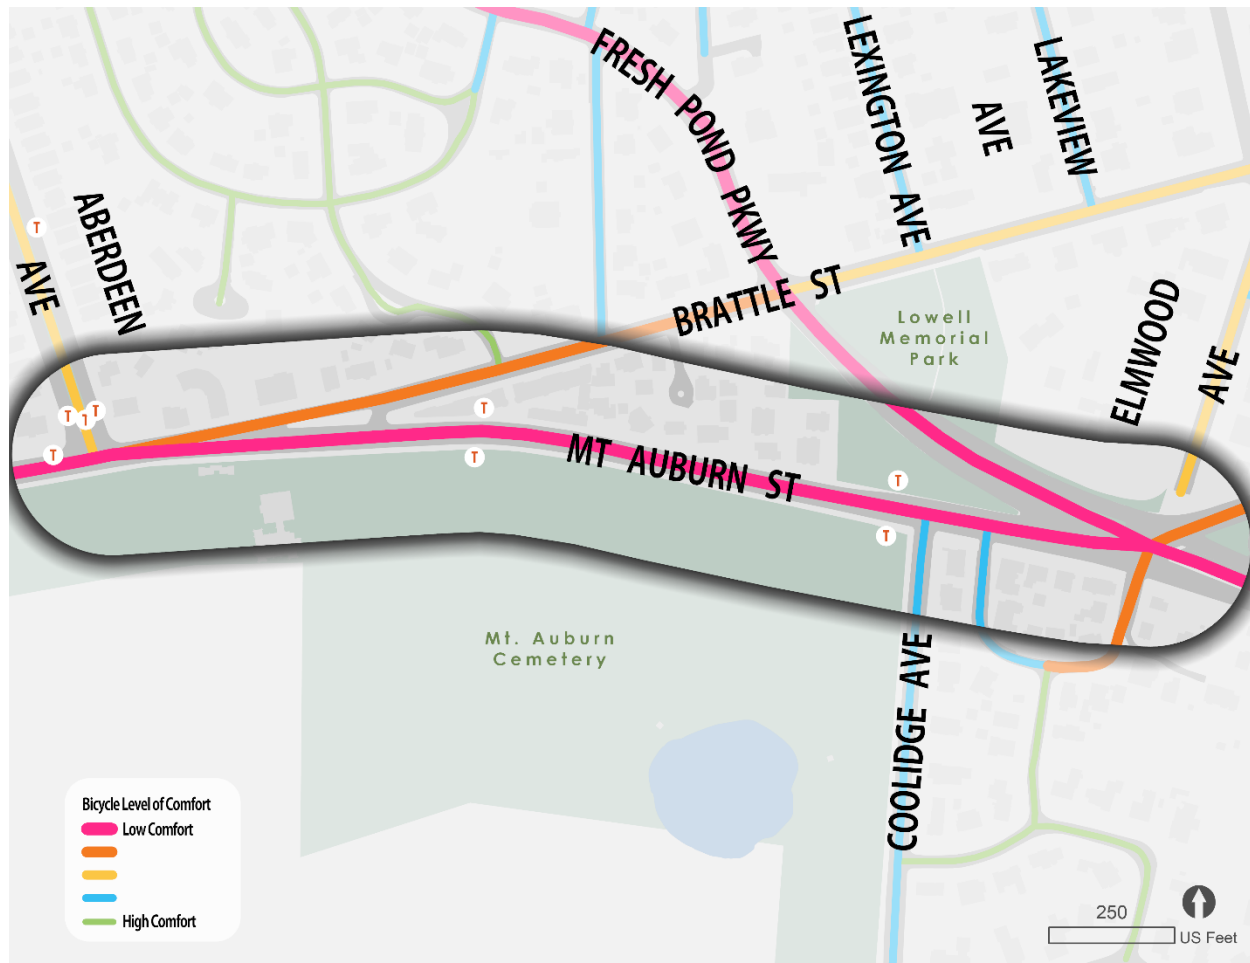 FRESH POND PKWY
LEXINGTON AVE
LAKEVIEW
AVE
ABERDEEN
AVE
T
BRATTLE ST
Lowell
Memorial
Park
ELMWOOD
AVE
T
T
T
T
T
T
MT AUBURN ST
T
T
Mt. Auburn
Cemetery
COOLIDGE AVE
Bicycle Level of Comfort
Low Comfort
High Comfort
250
US Feet